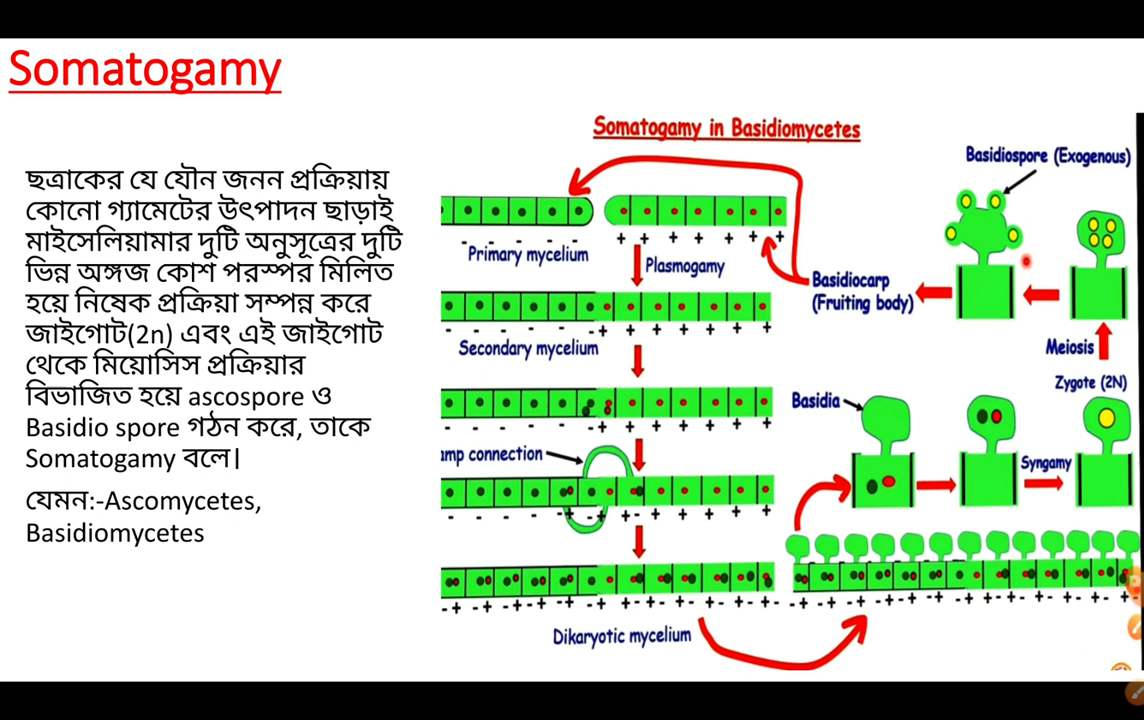 Somatogamy
ছত্রাকের যে যৌন জনন প্রক্রিয়ায়
কোনো গ্যামেটের উৎপাদন ছাড়াই
মাইসেলিয়ামার দুটি অনুসূত্রের দুটি
ভিন্ন অঙ্গজ কোশ পরস্পর মিলিত
হয়ে নিষেক প্রক্রিয়া সম্পন্ন করে
জাইগোট(2n) এবং এই জাইগোট
থেকে মিয়োসিস প্রক্রিয়ার
বিভাজিত হয়ে ascospore ও
Basidio spore গঠন করে, তাকে
Somatogamy বলে।
যেমন:-Ascomycetes,
Basidiomycetes
Somatogamy in Basidiomycetes
Basidiospore (Exogenous)
- - - - -
+ + + + + +
Primary mycelium
Plasmogamy
Basidiocarp
(Fruiting body)
- - - - - -+ + + + + + +
Secondary mycelium
Meiosis
Zygote (2N)
Basidia
- - - - - -+ + + + + + +
amp connection
Syngamy
- - - - -+ -+ +- + + + + +
-+ -+ -+ -+ -+ +- +- +- +- +-
-+ -+ -+ -+ -+ -+ +- +- +- +- +- +-
Dikaryotic mycelium